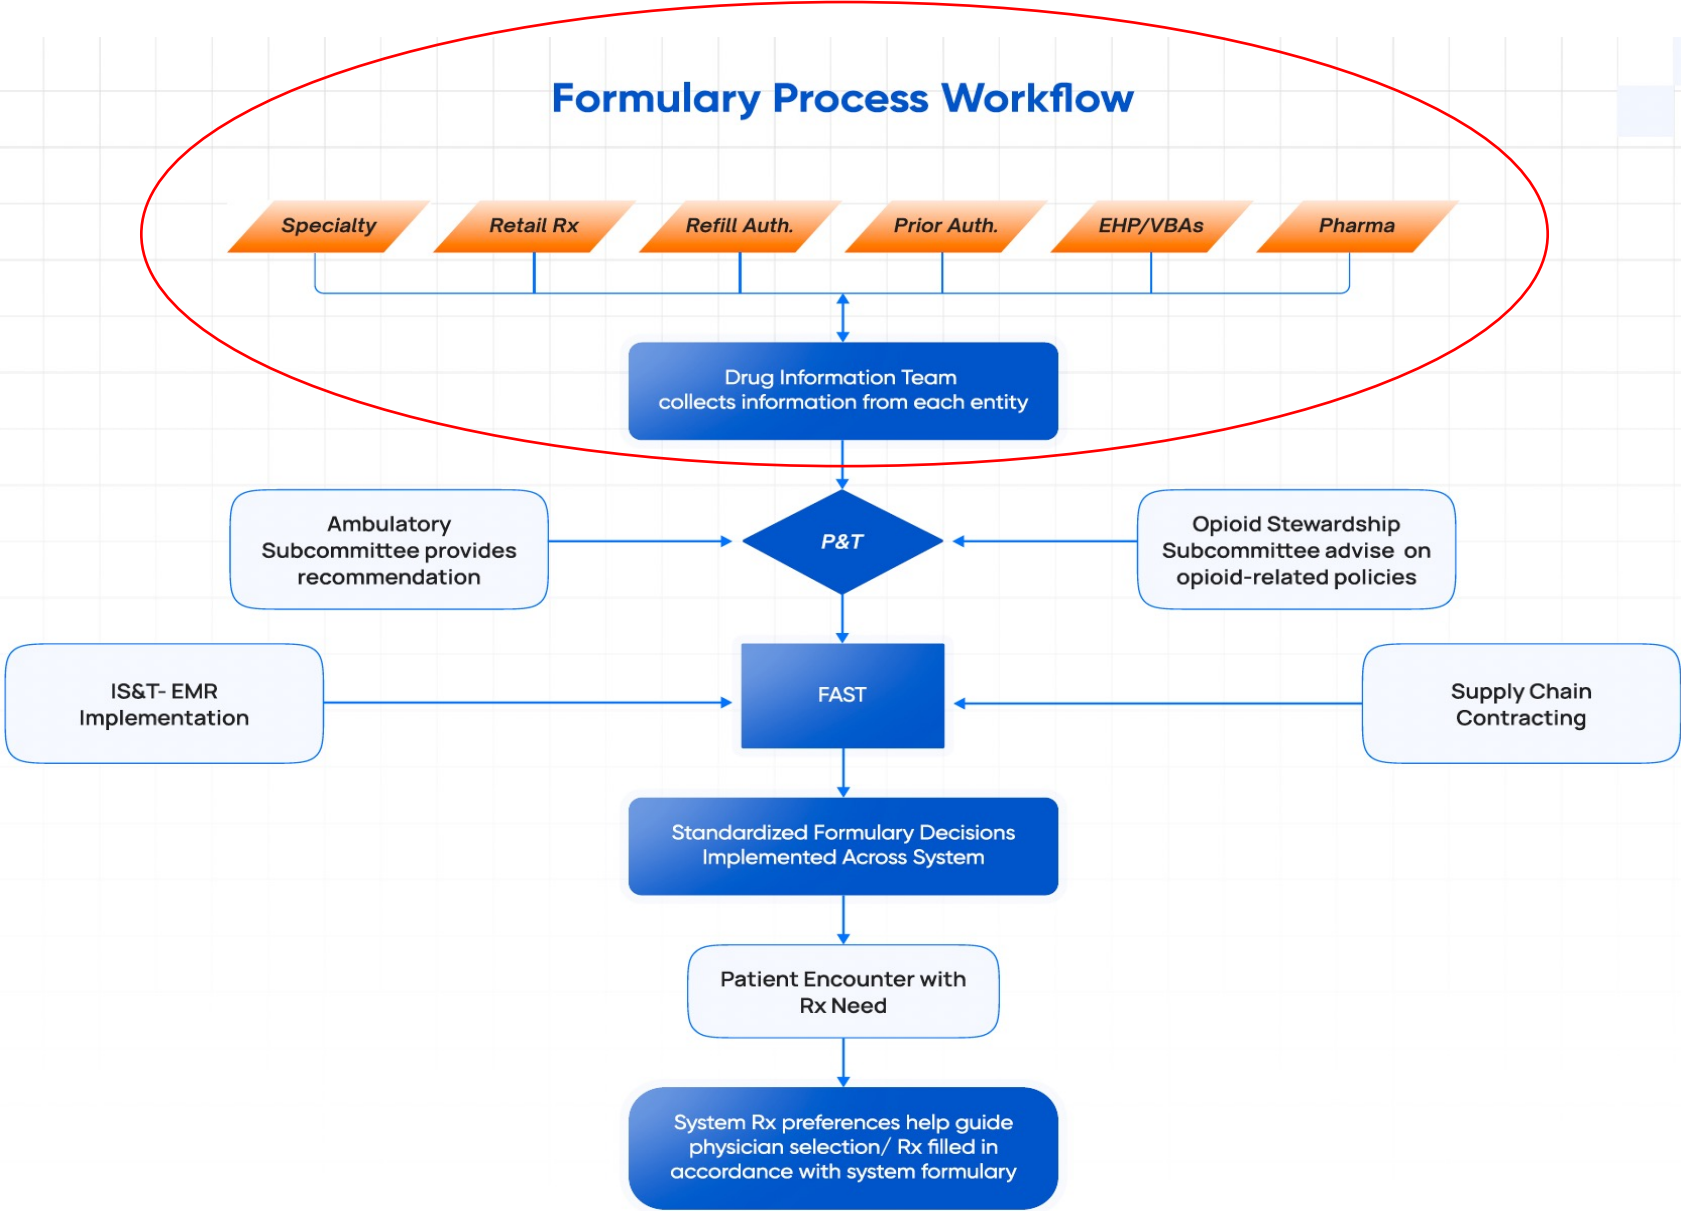 Formulary Process Workflow
Specialty
Retail Rx
Refill Auth.
Prior Auth.
EHP/VBAs
Pharma
Drug Information Team
collects information from each entity
Ambulatory
Subcommittee provides
recommendation
P&T
Opioid Stewardship
Subcommittee advise on
opioid-related policies
IS&T- EMR
Implementation
FAST
Supply Chain
Contracting
Standardized Formulary Decisions
Implemented Across System
Patient Encounter with
Rx Need
System Rx preferences help guide
physician selection/ Rx filled in
accordance with system formulary